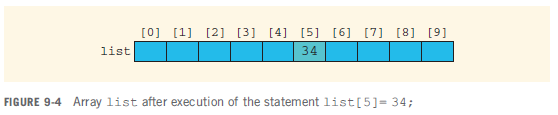 [0] [1] [2] [3] [4] [5] [6] [7] [8] [9]
list 34
FIGURE 9-4 Array list after execution of the statement list[5]= 34;